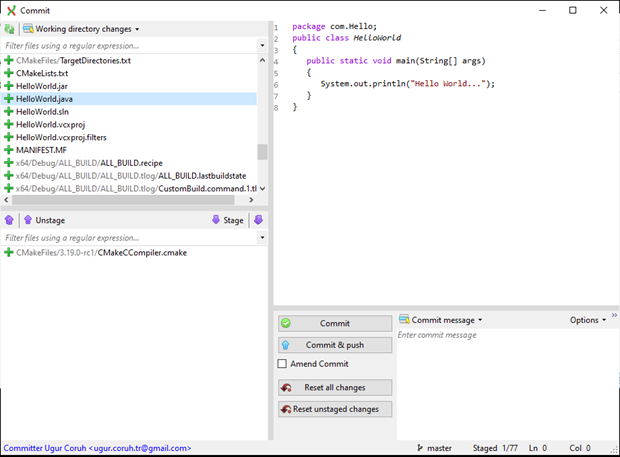 Commit
Working directory changes
Filter files using a regular expression...
CMakeFiles/TargetDirectories.txt
CMakeLists.txt
HelloWorld.jar
HelloWorld.java
HelloWorld.sln
HelloWorld.vcxproj
HelloWorld.vcxproj.filters
MANIFEST.MF
x64/Debug/ALL_BUILD/ALL_BUILD.recipe
x64/Debug/ALL_BUILD/ALL_BUILD.tlog/ALL_BUILD.lastbuildstate
x64/Debug/ALL_BUILD/ALL_BUILD.tlog/CustomBuild.command.1.tl
Unstage
Stage
Filter files using a regular expression...
CMakeFiles/3.19.0-rc1/CMakeCCompiler.cmake
1 package com.Hello;
2 public class HelloWorld
3 {
4 public static void main(String[] args)
5 {
6 System.out.println("Hello World...");
7 }
8 }
Commit
Commit & push
Amend Commit
Reset all changes
Reset unstaged changes
Commit message
Options
Enter commit message
Committer Ugur Coruh <ugur.coruh.tr@gmail.com>
master
Staged 1/77
Ln 0
Col 0